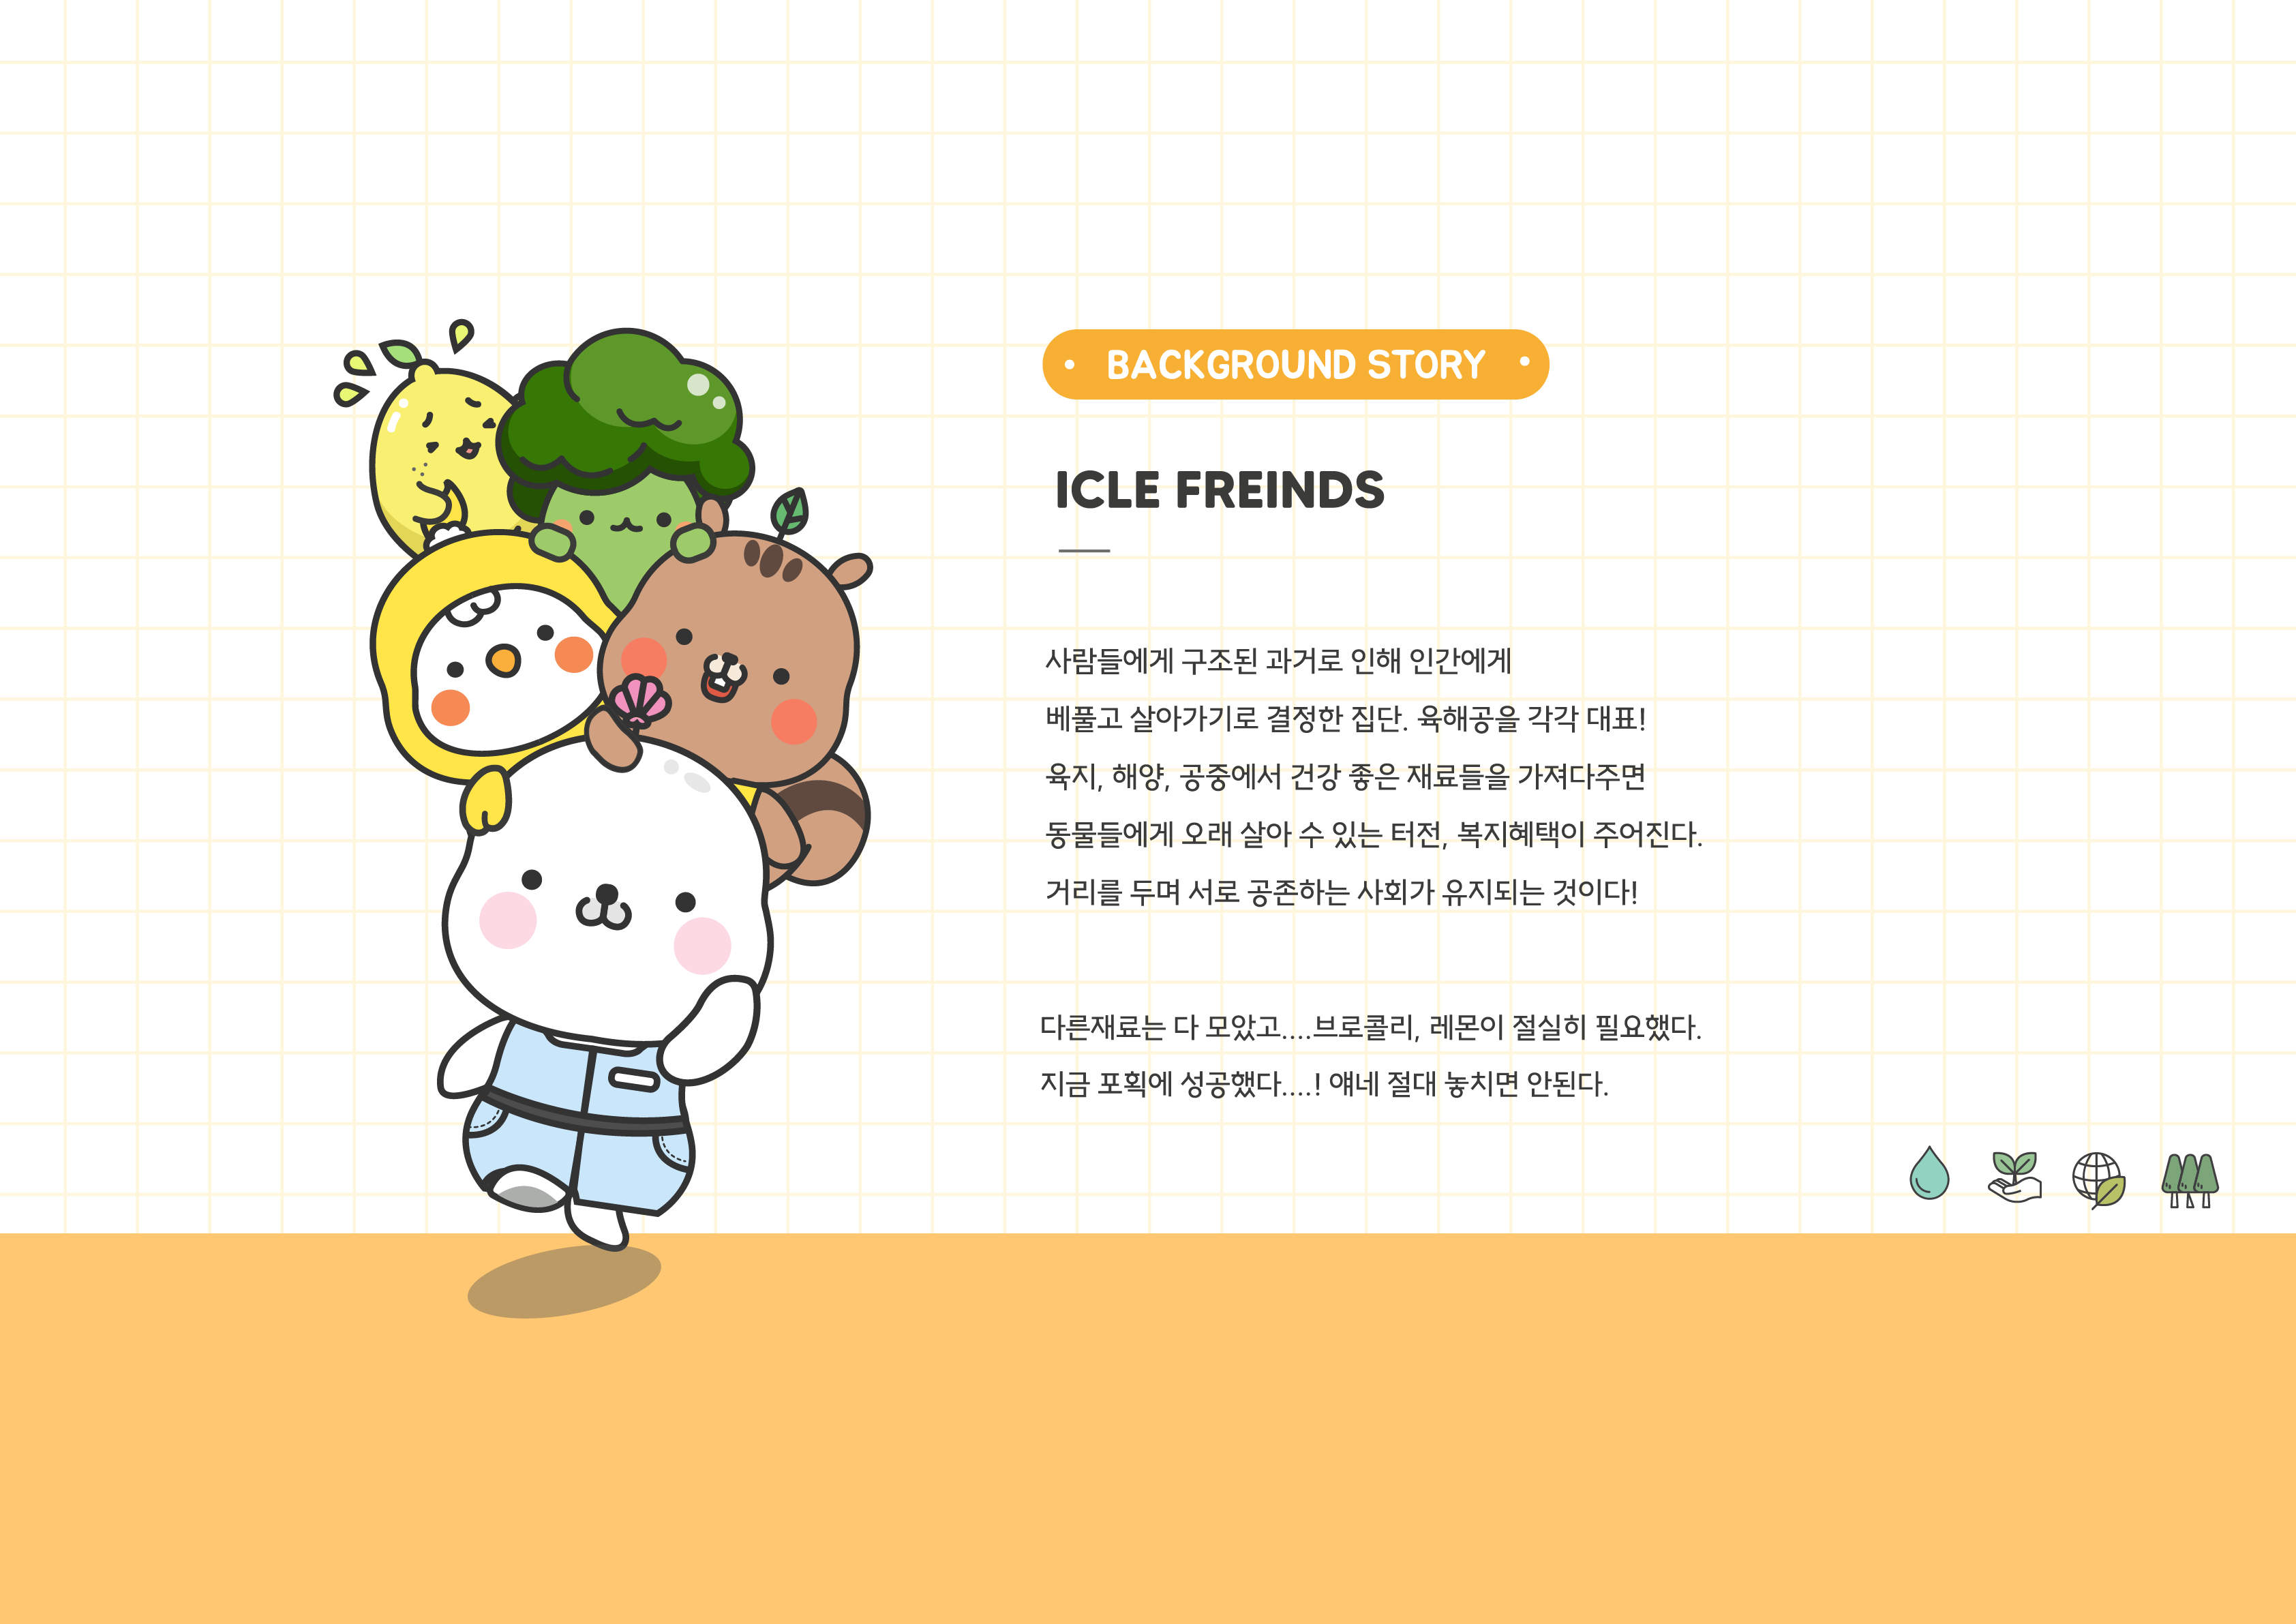 BACKGROUND STORY
ICLE FREINDS
사람들에게 구조된 과거로 인해 인간에게
베풀고 살아가기로 결정한 집단. 육해공을 각각 대표!
육지, 해양, 공중에서 건강 좋은 재료들을 가져다주면
동물들에게 오래 살아 수 있는 터전, 복지혜택이 주어진다.
거리를 두며 서로 공존하는 사회가 유지되는 것이다!
다른재료는 다 모았고....브로콜리, 레몬이 절실히 필요했다.
지금 포획에 성공했다....! 얘네 절대 놓치면 안된다.